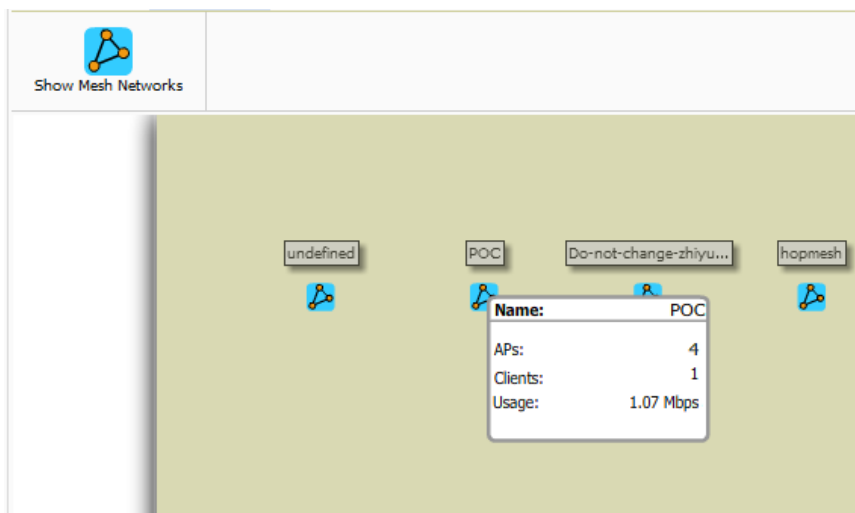 Show Mesh Networks
undefined
POC
Do-not-change-zhiyu...
hopmesh
Name: POC
APs: 4
Clients: 1
Usage: 1.07 Mbps